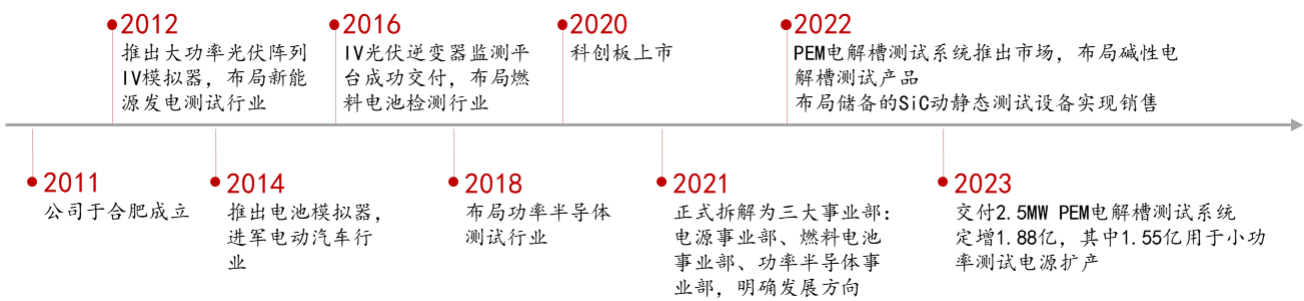 2012
推出大功率光伏阵列
IV模拟器，布局新能
源发电测试行业
2016
IV光伏逆变器监测平
台成功交付，布局燃
料电池检测行业
2020
科创板上市
2022
PEM电解槽测试系统推出市场，布局碱性电
解槽测试产品
布局储备的SiC动静态测试设备实现销售
2011
公司于合肥成立
2014
推出电池模拟器，
进军电动汽车行
业
2018
布局功率半导体
测试行业
2021
正式拆解为三大事业部：
电源事业部、燃料电池
事业部、功率半导体事
业部，明确发展方向
2023
交付2.5MW PEM电解槽测试系统
定增1.88亿，其中1.55亿用于小功
率测试电源扩产